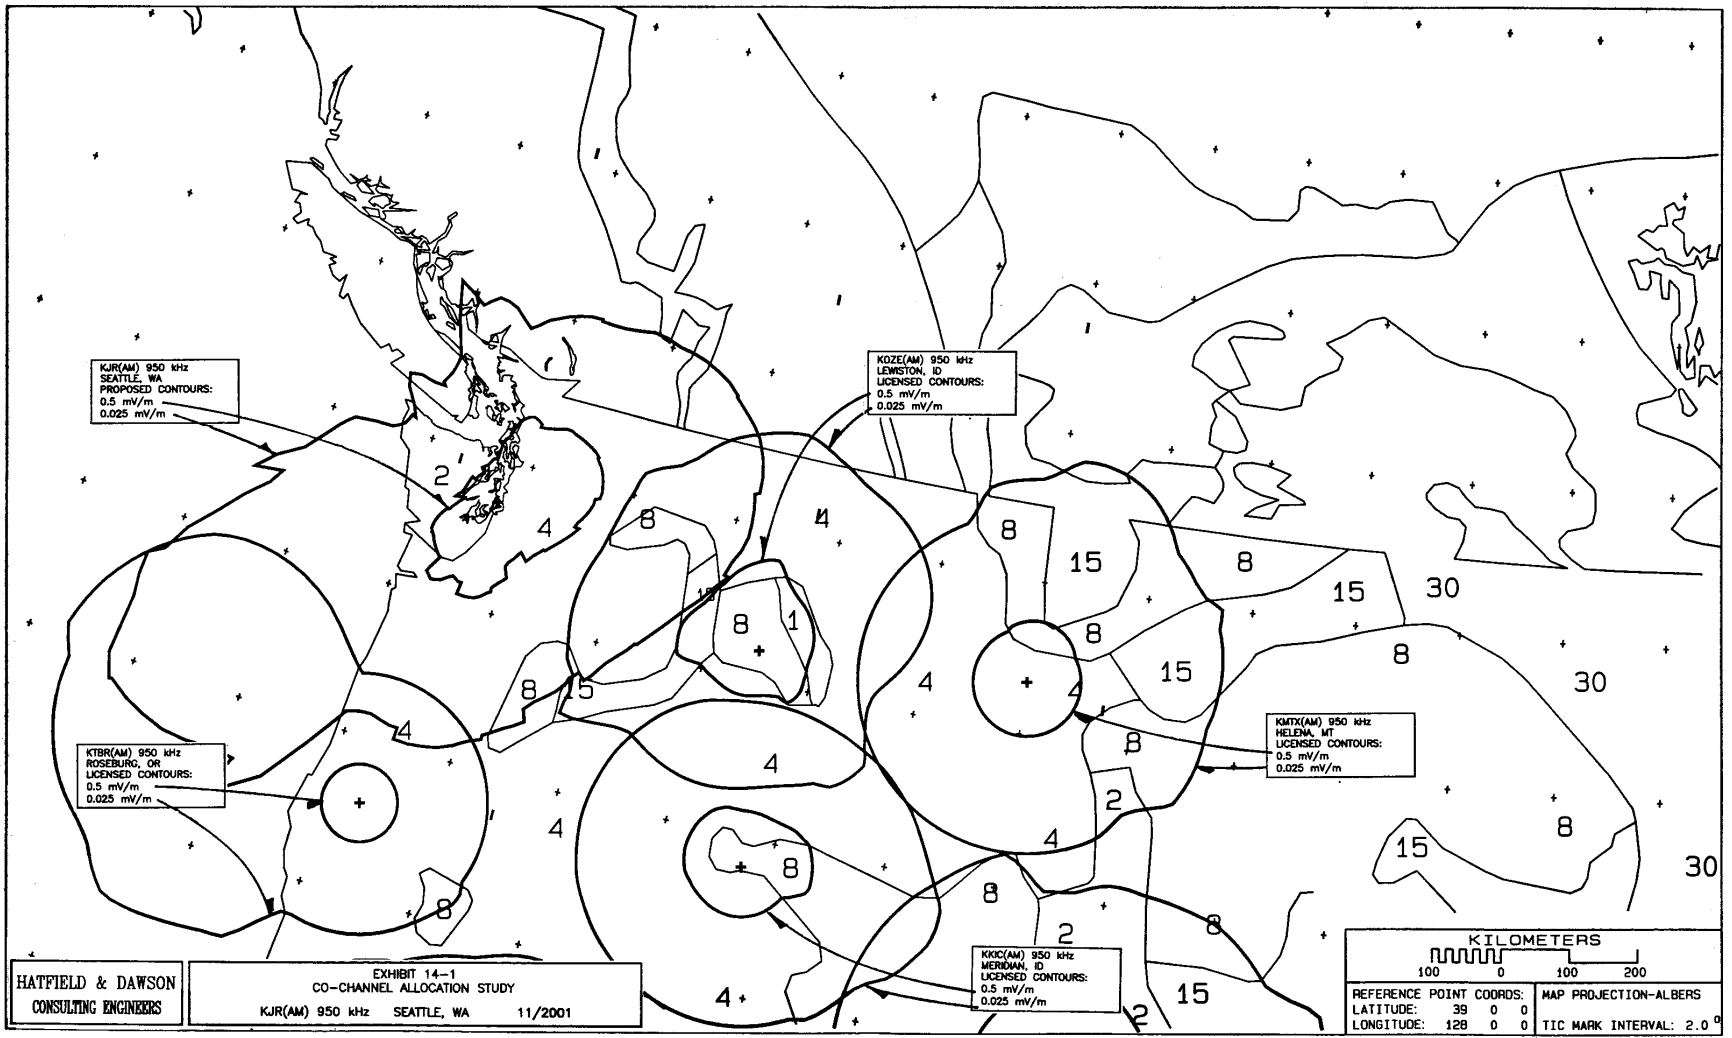 KJR(AM) 950 kHz
SEATTLE, WA
PROPOSED CONTOURS:
0.5 mV/m
0.025 mV/m
KOZE(AM) 950 kHz
LEWISTON, ID
LICENSED CONTOURS:
0.5 mV/m
0.025 mV/m
2
4
8
4
8
15
8
15
30
15
8
1
8
4
15
8
30
8
15
4
4
KMTX(AM) 950 kHz
HELENA, MT
LICENSED CONTOURS:
0.5 mV/m
0.025 mV/m
KTBR(AM) 950 kHz
ROSEBURG, OR
LICENSED CONTOURS:
0.5 mV/m
0.025 mV/m
4
8
4
2
4
4
8
15
8
30
8
8
8
2
KKIC(AM) 950 kHz
MERIDIAN, ID
LICENSED CONTOURS:
0.5 mV/m
0.025 mV/m
4
15
2
HATFIELD & DAWSON
CONSULTING ENGINEERS
EXHIBIT 14-1
CO-CHANNEL ALLOCATION STUDY
KJR(AM) 950 kHz SEATTLE, WA 11/2001
KILOMETERS
100 0 100 200
REFERENCE POINT COORDS:
LATITUDE: 39 0 0
LONGITUDE: 128 0 0
MAP PROJECTION-ALBERS
TIC MARK INTERVAL: 2.0°